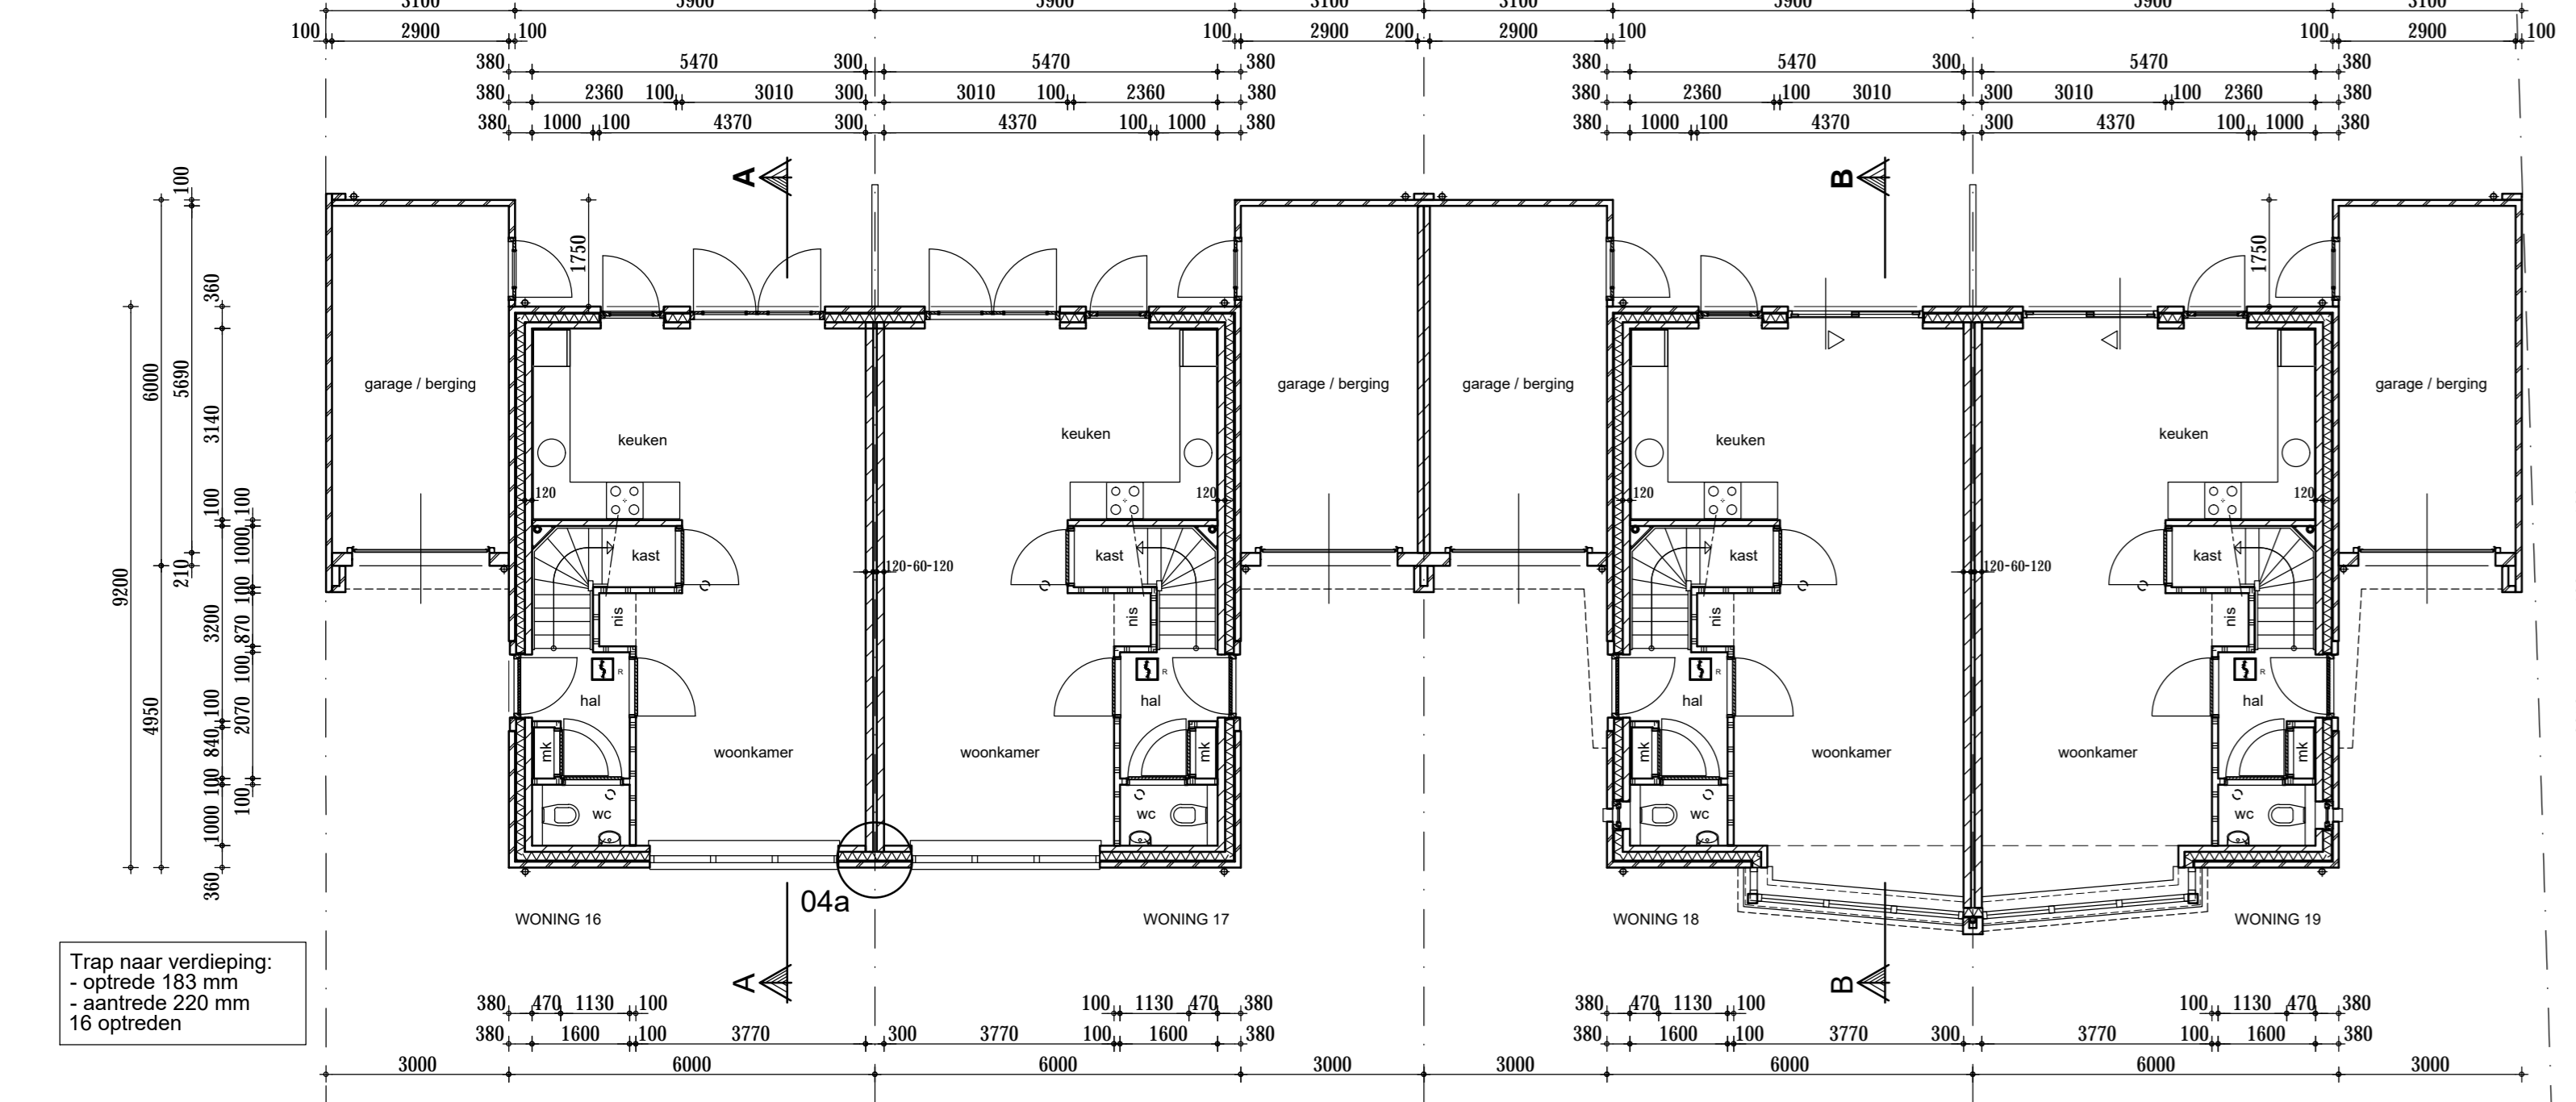 3100 5900 5900 3100 3100 5900 5900 3100
100 2900 100 100 2900 200 2900 100 100 2900 100
380 5470 300 5470 380 380 5470 300 5470 380
380 2360 100 3010 300 3010 100 2360 380 380 2360 100 3010 300 3010 100 2360 380
380 1000 100 4370 300 4370 100 1000 380 380 1000 100 4370 300 4370 100 1000 380
A B
100
1750 1750
360
6000 5690
garage / berging garage / berging garage / berging garage / berging
3140
keuken keuken keuken keuken
100 100
120 120 120 120
1000
kast kast kast kast
120-60-120 120-60-120
210
9200
100
nis nis nis nis
3200 870
100
R R R R
hal hal hal hal
4950
100 2070
840
mk mk mk mk
woonkamer woonkamer woonkamer woonkamer
100 100
1000
wc wc wc wc
360
04a
WONING 16 WONING 17 WONING 18 WONING 19
Trap naar verdieping:
- optrede 183 mm
- aantrede 220 mm
16 optreden
A B
380 470 1130 100 100 1130 470 380 380 470 1130 100 100 1130 470 380
380 1600 100 3770 300 3770 100 1600 380 380 1600 100 3770 300 3770 100 1600 380
3000 6000 6000 3000 3000 6000 6000 3000